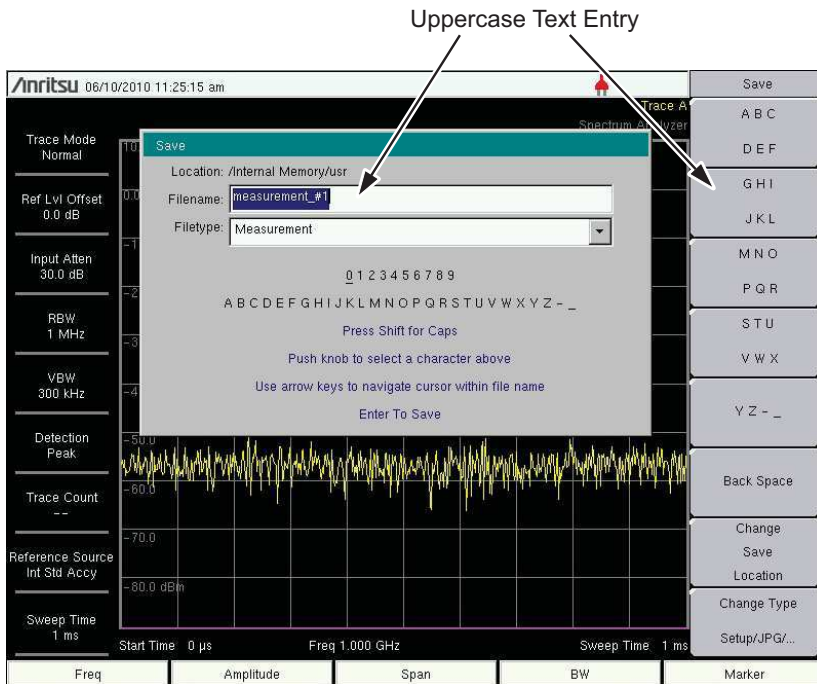 Uppercase Text Entry
Anritsu 06/10/2010 11:25:15 am
Save
Trace A
Spectrum Analyzer
Trace Mode
Normal
Ref Lvl Offset
0.0 dB
Input Atten
30.0 dB
RBW
1 MHz
VBW
300 kHz
Detection
Peak
Trace Count
--
Reference Source
Int Std Accy
Sweep Time
1 ms
Save
Location: /Internal Memory/usr
Filename: measurement_#1
Filetype: Measurement
0 1 2 3 4 5 6 7 8 9
A B C D E F G H I J K L M N O P Q R S T U V W X Y Z - _
Press Shift for Caps
Push knob to select a character above
Use arrow keys to navigate cursor within file name
Enter To Save
-50.0
-60.0
-70.0
-80.0 dBm
Start Time 0 µs
Freq 1.000 GHz
Sweep Time 1 ms
A B C
D E F
G H I
J K L
M N O
P Q R
S T U
V W X
Y Z - _
Back Space
Change
Save
Location
Change Type
Setup/JPG/...
Freq
Amplitude
Span
BW
Marker